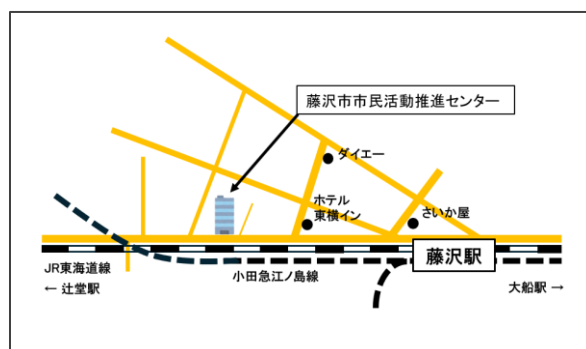 藤沢市市民活動推進センター
ダイエー
ホテル
東横イン
さいか屋
藤沢駅
JR東海道線
← 辻堂駅
小田急江ノ島線
大船駅 →